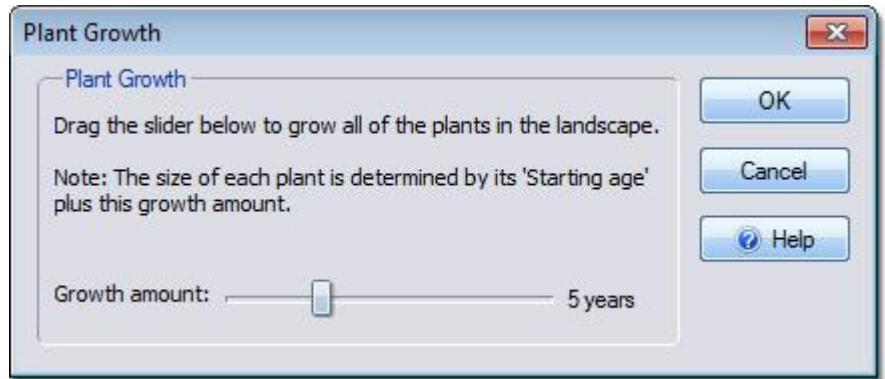 Plant Growth
Plant Growth
Drag the slider below to grow all of the plants in the landscape.
Note: The size of each plant is determined by its 'Starting age'
plus this growth amount.
Growth amount: 5 years
OK
Cancel
Help